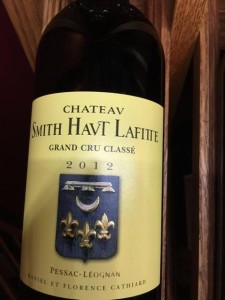 CHATEAV
SMITH HAVT LAFITTE
GRAND CRU CLASSÉ
2012
PESSAC-LÉOGNAN
DANIEL ET FLORENCE CATHIARD